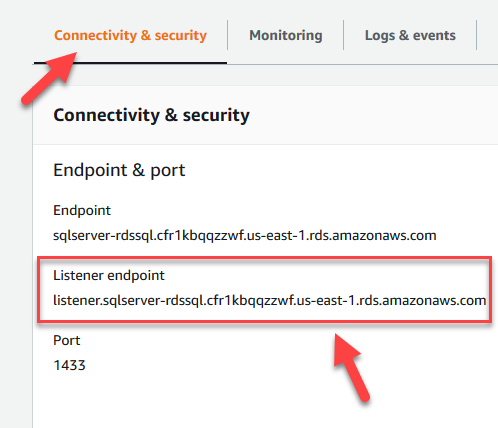 Connectivity & security
Monitoring
Logs & events
Connectivity & security
Endpoint & port
Endpoint
sqlserver-rdssql.cfr1kbqqzzwf.us-east-1.rds.amazonaws.com
Listener endpoint
listener.sqlserver-rdssql.cfr1kbqqzzwf.us-east-1.rds.amazonaws.com
Port
1433